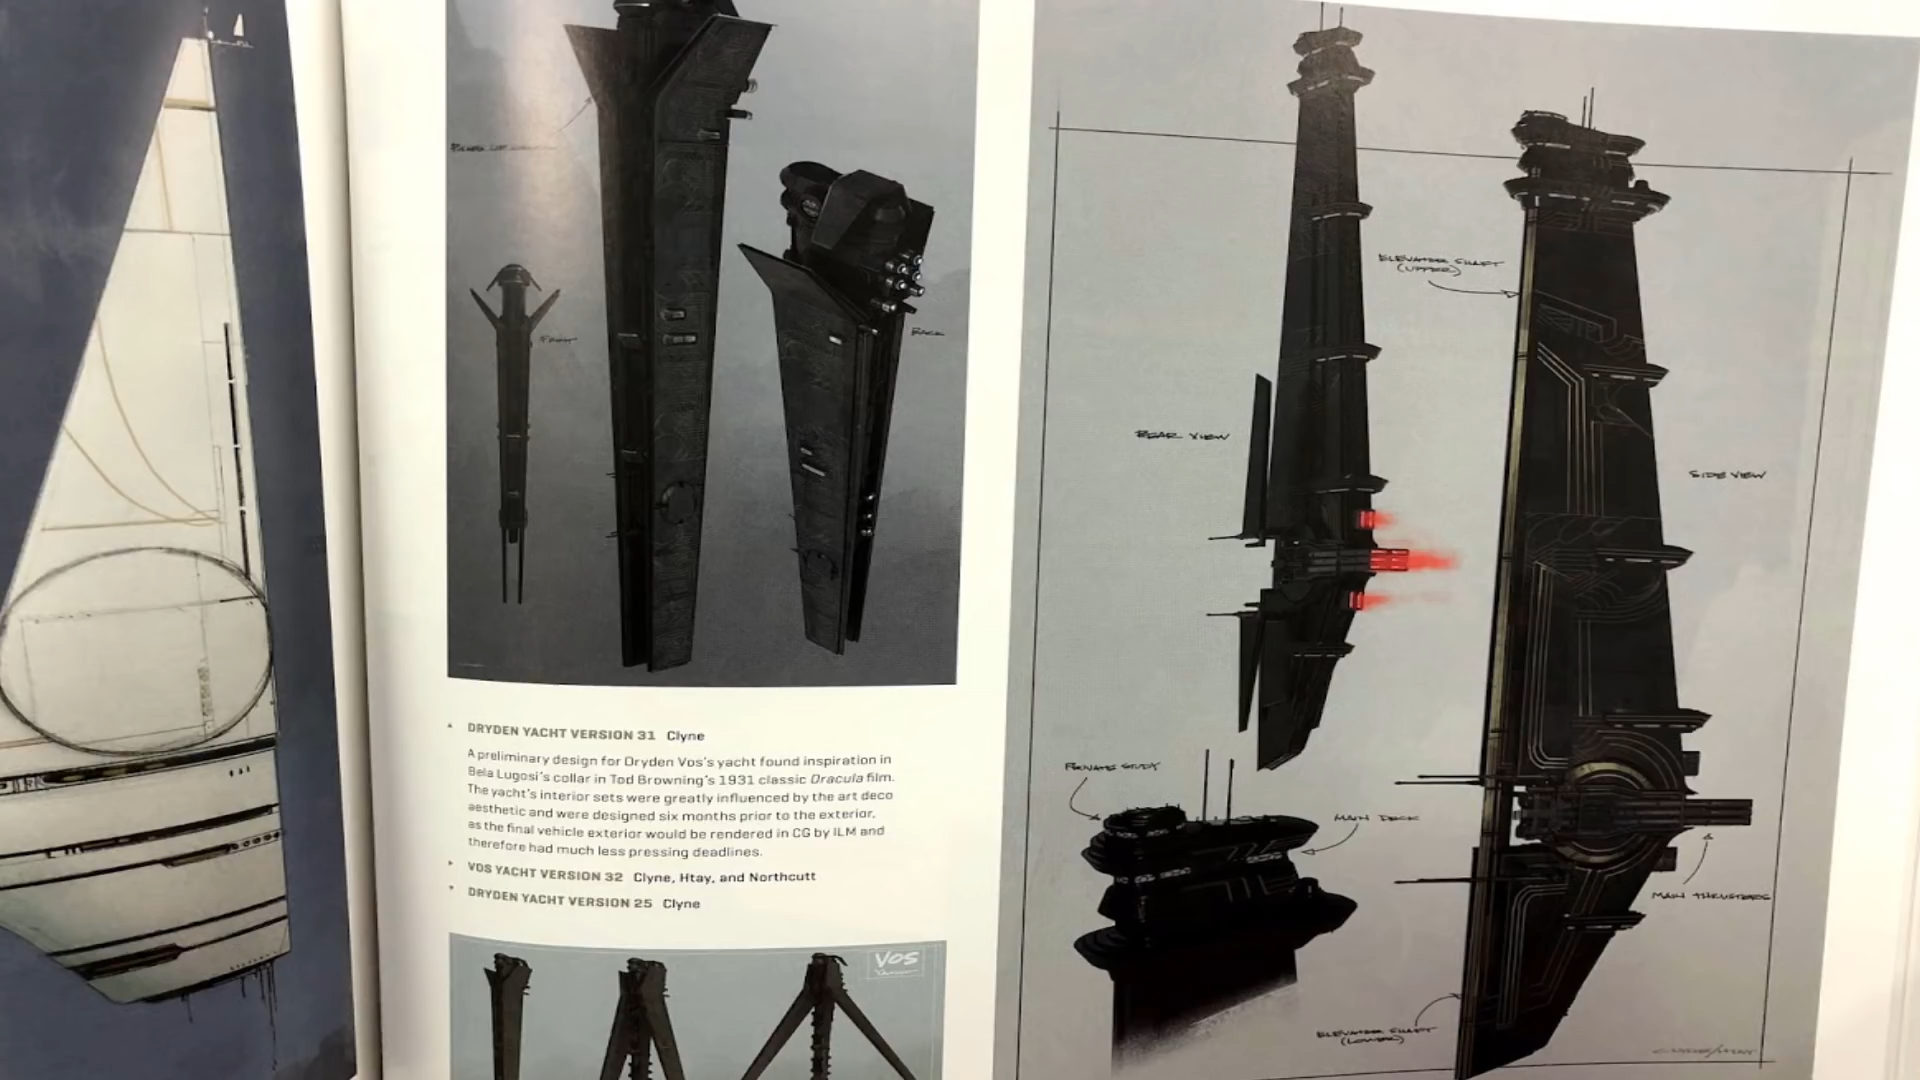 FRONT
BACK
DRYDEN YACHT VERSION 31 Clyne
A preliminary design for Dryden Vos's yacht found inspiration in
Bela Lugosi's collar in Tod Browning's 1931 classic Dracula film.
The yacht's interior sets were greatly influenced by the art deco
aesthetic and were designed six months prior to the exterior,
as the final vehicle exterior would be rendered in CG by ILM and
therefore had much less pressing deadlines.
VOS YACHT VERSION 32 Clyne, Htay, and Northcutt
DRYDEN YACHT VERSION 25 Clyne
VOS
YACHT
ELEVATOR SHAFT
(UPPER)
REAR VIEW
SIDE VIEW
PRIVATE STUDY
MAIN DECK
MAIN THRUSTERS
ELEVATOR SHAFT
(LOWER)